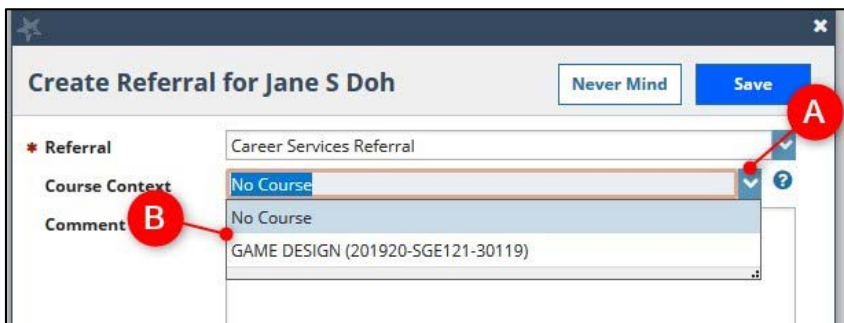 Create Referral for Jane S Doh
Never Mind
Save
A
* Referral
Career Services Referral
Course Context
No Course
?
Comment
B
No Course
GAME DESIGN (201920-SGE121-30119)